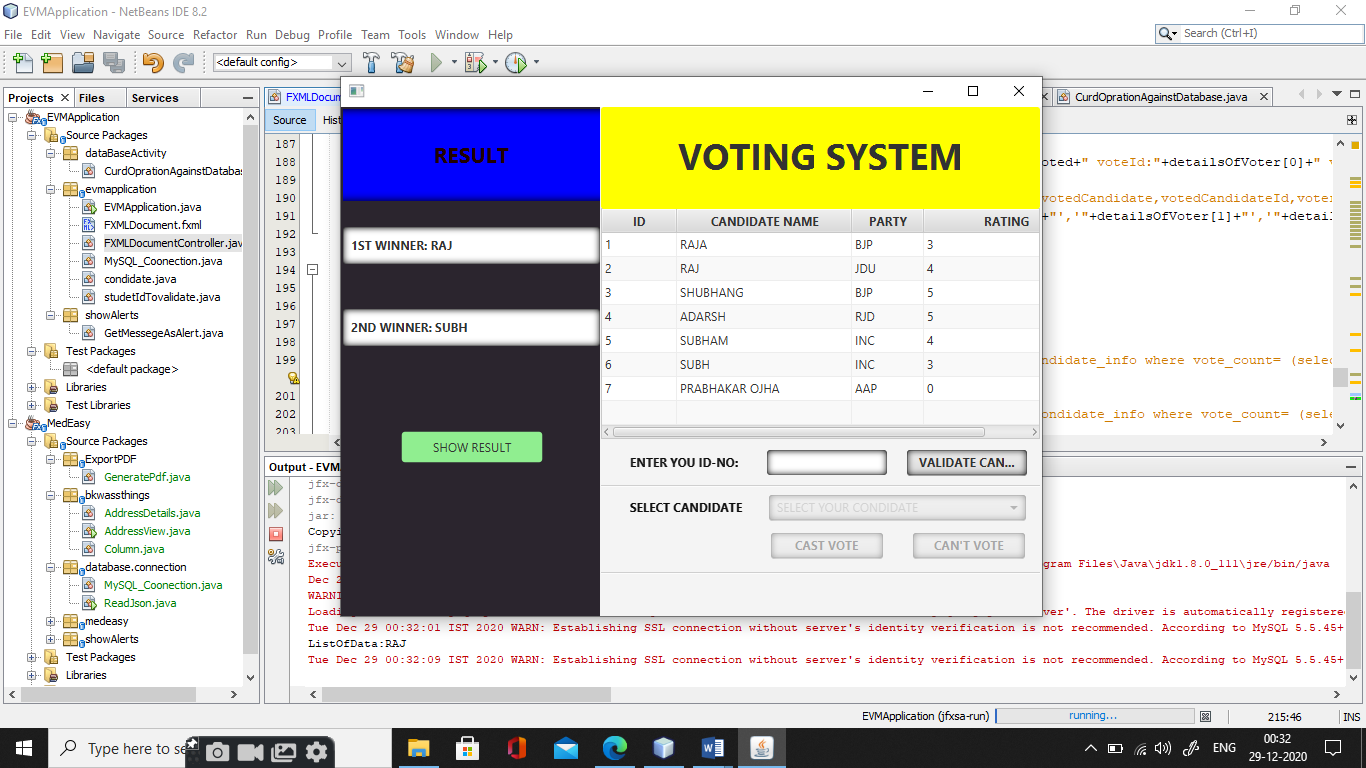 EVMApplication - NetBeans IDE 8.2
File Edit View Navigate Source Refactor Run Debug Profile Team Tools Window Help
Search (Ctrl+I)
<default config>
Projects Files Services
EVMApplication
Source Packages
dataBaseActivity
CurdOprationAgainstDataba
evmapplication
EVMApplication.java
FXMLDocument.fxml
FXMLDocumentController.jav
MySQL_Coonection.java
condidate.java
studetIdTovalidate.java
showAlerts
GetMessegeAsAlert.java
Test Packages
<default package>
Libraries
Test Libraries
MedEasy
Source Packages
ExportPDF
GeneratePdf.java
bkwassthings
AddressDetails.java
AddressView.java
Column.java
database.connection
MySQL_Coonection.java
ReadJson.java
medeasy
showAlerts
Test Packages
Libraries
FXMLDocum
CurdOprationAgainstDatabase.java
Source Hist
187
188
189
190
191
192
193
194
195
196
197
198
199
201
202
203
oted+" voteId:"+detailsOfVoter[0]+" v
votedCandidate,votedCandidateId,voter
"','"+detailsOfVoter[1]+"','"+detai
ndidate_info where vote_count= (selec
ondidate_info where vote_count= (sele
RESULT
1ST WINNER: RAJ
2ND WINNER: SUBH
SHOW RESULT
VOTING SYSTEM
ID CANDIDATE NAME PARTY RATING
1 RAJA BJP 3
2 RAJ JDU 4
3 SHUBHANG BJP 5
4 ADARSH RJD 5
5 SUBHAM INC 4
6 SUBH INC 3
7 PRABHAKAR OJHA AAP 0
ENTER YOU ID-NO: VALIDATE CAN...
SELECT CANDIDATE SELECT YOUR CONDIDATE
CAST VOTE CAN'T VOTE
Output - EVM
jfx-d
jfx-d
jar:
Copyi
jfx-p
Execu gram Files\Java\jdk1.8.0_111\jre/bin/java
Dec 2
WARNI
Loadin ver'. The driver is automatically registere
Tue Dec 29 00:32:01 IST 2020 WARN: Establishing SSL connection without server's identity verification is not recommended. According to MySQL 5.5.45+
ListOfData:RAJ
Tue Dec 29 00:32:09 IST 2020 WARN: Establishing SSL connection without server's identity verification is not recommended. According to MySQL 5.5.45+
EVMApplication (jfxsa-run) running... 215:46 INS
Type here to se
ENG
00:32
29-12-2020